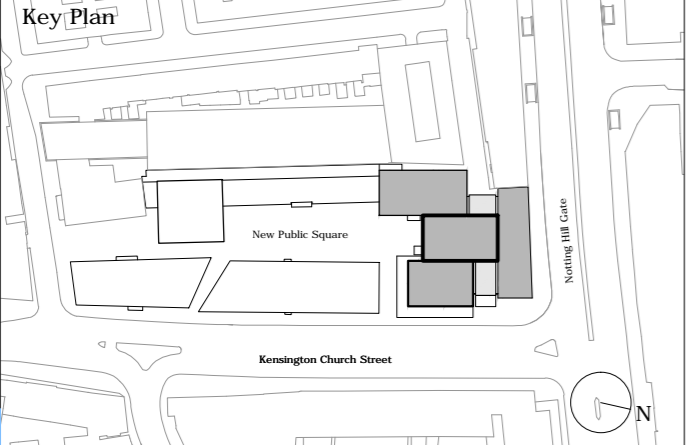 Key Plan
New Public Square
Notting Hill Gate
Kensington Church Street
N